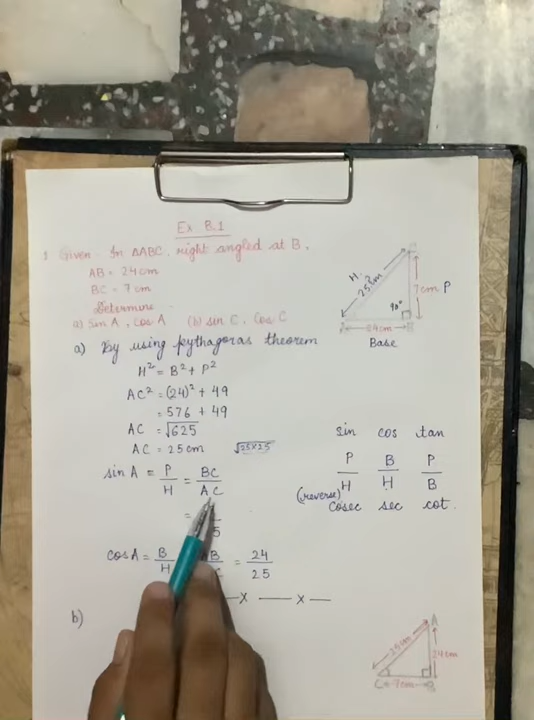 Ex 8.1
1 Given - In ΔABC, right angled at B,
AB = 24 cm
BC = 7 cm
Determine -
a) Sin A, cos A (b) sin C, Cos C
H
25cm
7cm P
90°
A ←24cm→ B
Base
a) By using pythagoras theorem
H² = B² + P²
AC² = (24)² + 49
= 576 + 49
AC = √625
AC = 25 cm √25×25
sin A = P/H = BC/AC
=
5
cos A = B/H AB = 24/25
x —— x —
sin cos tan
P/H B/H P/B
(reverse)
cosec sec cot.
b)
A
25cm
24cm
C ←7cm→ B